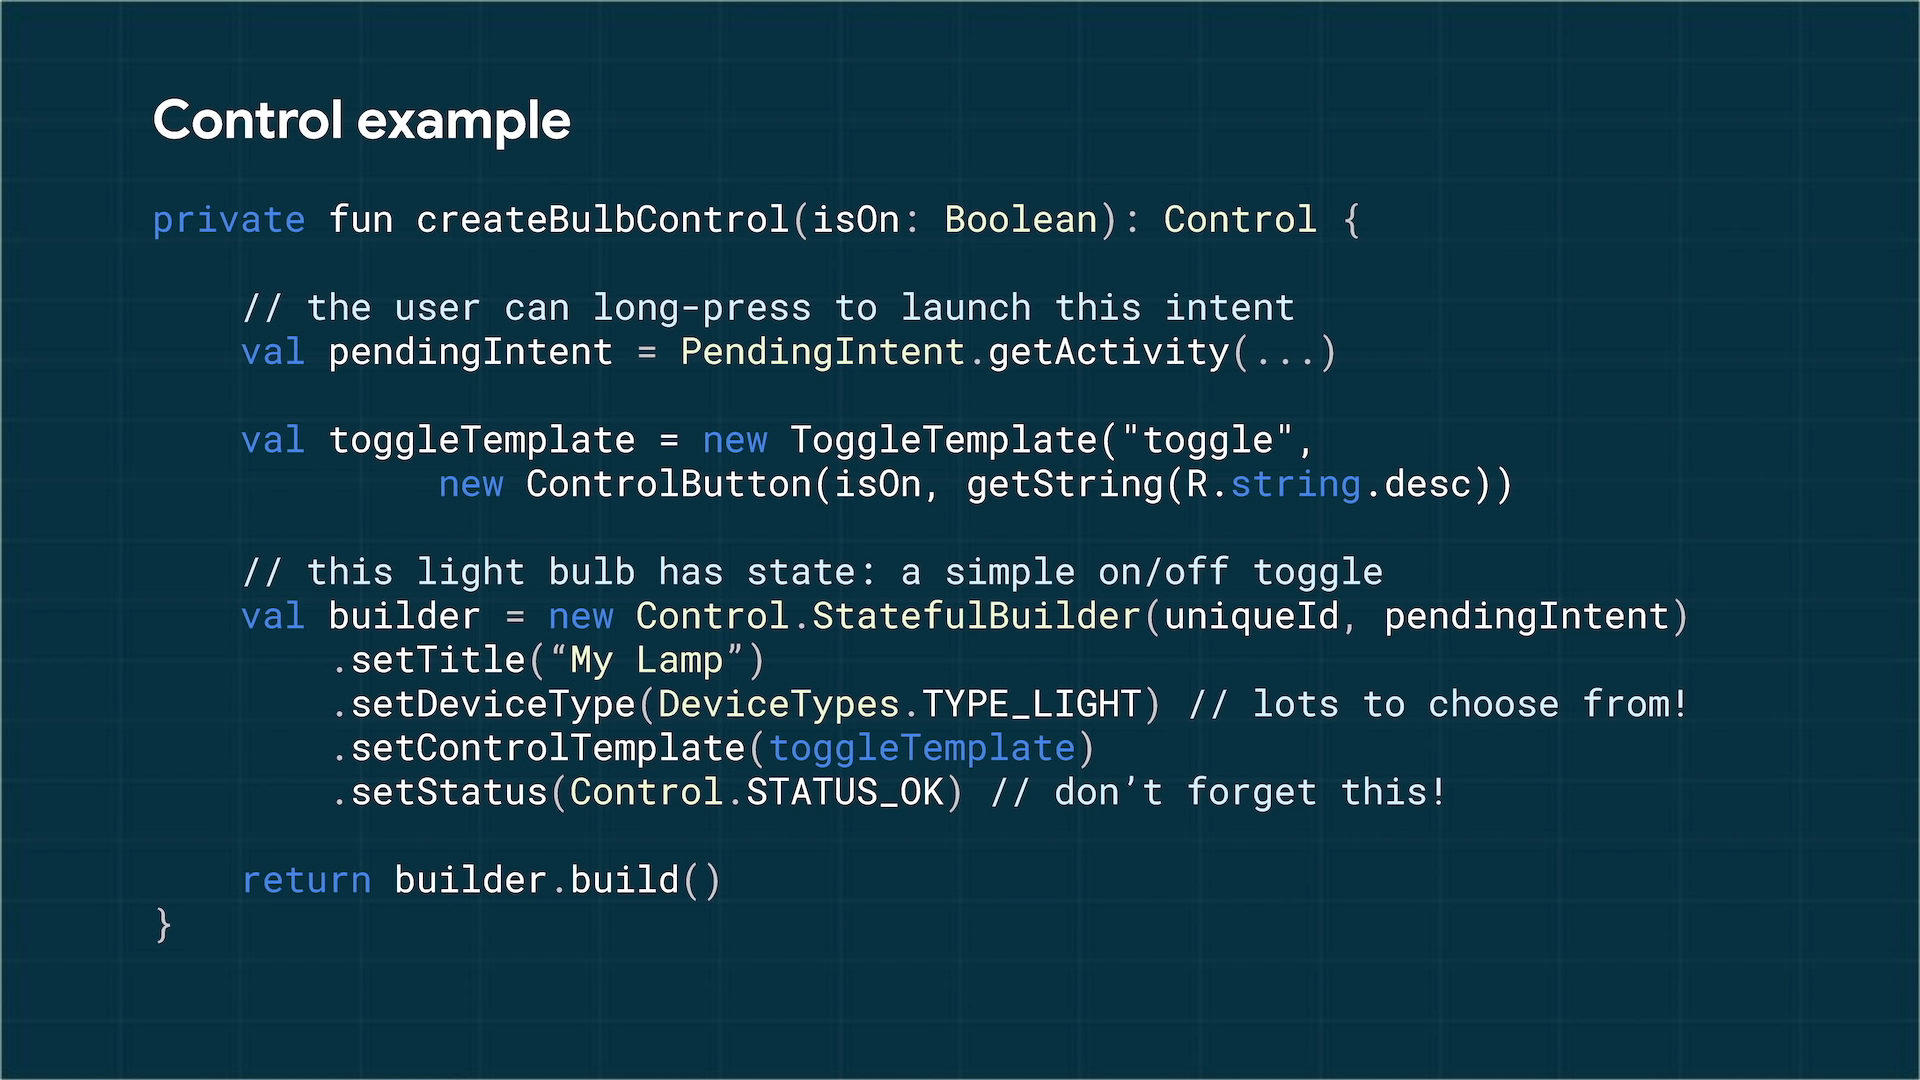 Control example
private fun createBulbControl(isOn: Boolean): Control {
// the user can long-press to launch this intent
val pendingIntent = PendingIntent.getActivity(...)
val toggleTemplate = new ToggleTemplate("toggle",
new ControlButton(isOn, getString(R.string.desc))
// this light bulb has state: a simple on/off toggle
val builder = new Control.StatefulBuilder(uniqueId, pendingIntent)
.setTitle(“My Lamp”)
.setDeviceType(DeviceTypes.TYPE_LIGHT) // lots to choose from!
.setControlTemplate(toggleTemplate)
.setStatus(Control.STATUS_OK) // don’t forget this!
return builder.build()
}